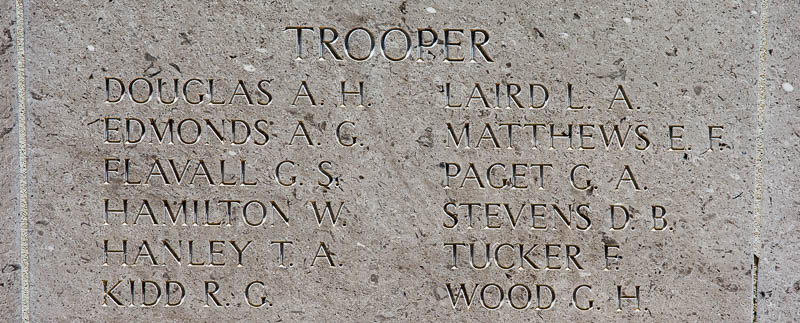 TROOPER
DOUGLAS A. H.
EDMONDS A. G.
FLAVALL G. S.
HAMILTON W.
HANLEY T. A.
KIDD R. G.
LAIRD L. A.
MATTHEWS E. F.
PAGET G. A.
STEVENS D. B.
TUCKER F.
WOOD G. H.